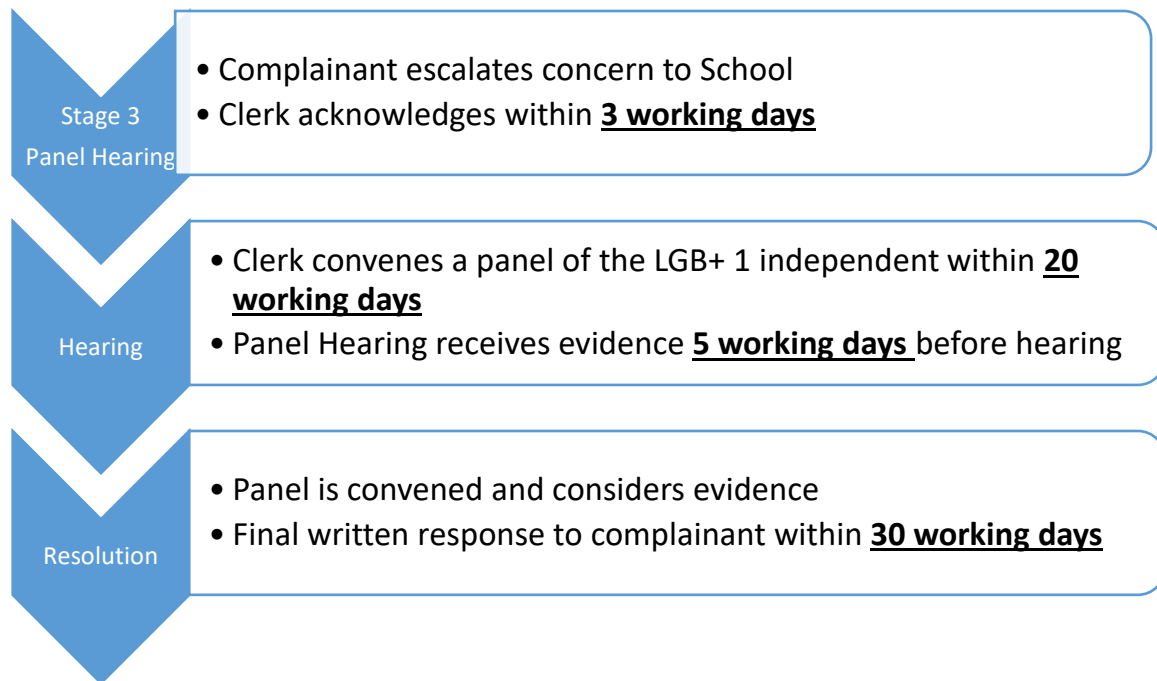 Stage 3
Panel Hearing
• Complainant escalates concern to School
• Clerk acknowledges within 3 working days
Hearing
• Clerk convenes a panel of the LGB+ 1 independent within 20
working days
• Panel Hearing receives evidence 5 working days before hearing
Resolution
• Panel is convened and considers evidence
• Final written response to complainant within 30 working days